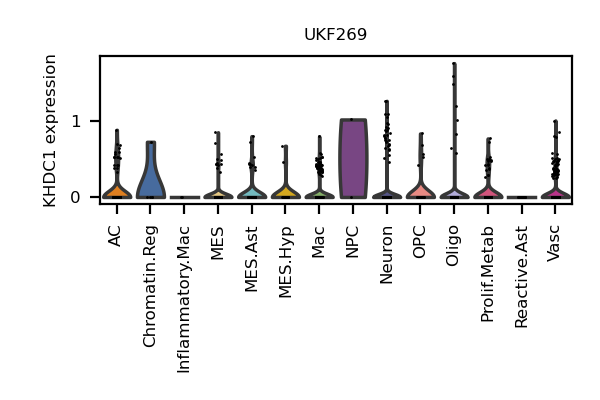 UKF269
KHDC1 expression
1
0
AC
Chromatin.Reg
Inflammatory.Mac
MES
MES.Ast
MES.Hyp
Mac
NPC
Neuron
OPC
Oligo
Prolif.Metab
Reactive.Ast
Vasc